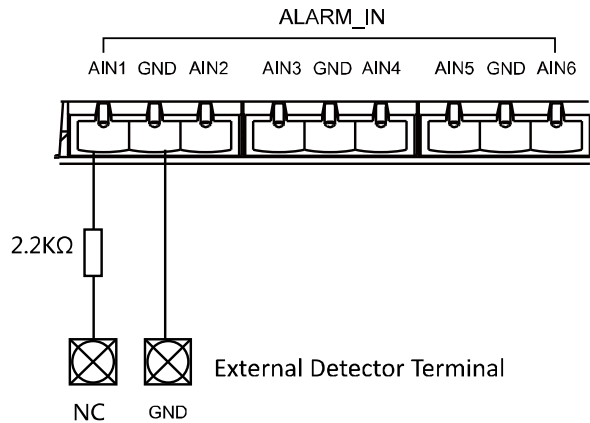 ALARM_IN
AIN1 GND AIN2 AIN3 GND AIN4 AIN5 GND AIN6
2.2KΩ
External Detector Terminal
NC GND